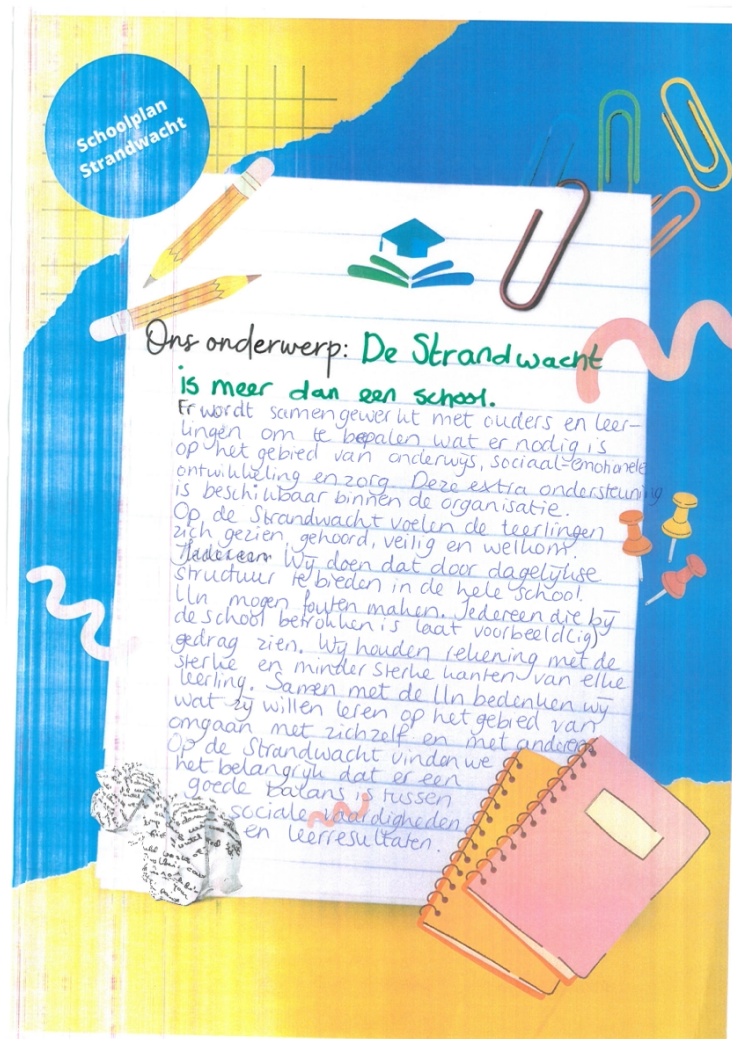 Schoolplan
Strandwacht
Ons onderwerp: De Strandwacht
is meer dan een school.
Er wordt samengewerkt met ouders en leer-
lingen om te bepalen wat er nodig is
op het gebied van onderwijs, sociaal-emotionele
ontwikkeling en zorg. Deze extra ondersteuning
is beschikbaar binnen de organisatie.
Op de Strandwacht voelen de leerlingen
zich gezien, gehoord, veilig en welkom.
Wij doen dat door dagelijkse
structuur te bieden in de hele school.
Lln mogen fouten maken. Iedereen die bij
de school betrokken is laat voorbeeld(ig)
gedrag zien. Wij houden rekening met de
sterke en minder sterke kanten van elke
leerling. Samen met de lln bedenken wij
wat zij willen leren op het gebied van
omgaan met zichzelf en met anderen.
Op de Strandwacht vinden we
het belangrijk dat er een
goede balans is tussen
sociale vaardigheden
en leerresultaten.